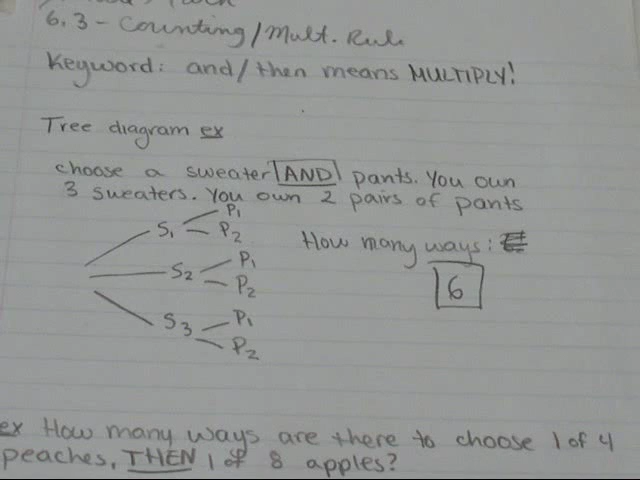 6.3 - Counting/Mult. Rule
Keyword: and/then means MULTIPLY!
Tree diagram ex
choose a sweater AND pants. You own
3 sweaters. You own 2 pairs of pants
S1 P1
P2
S2 P1
P2
S3 P1
P2
How many ways:
6
ex How many ways are there to choose 1 of 4
peaches, THEN 1 of 8 apples?